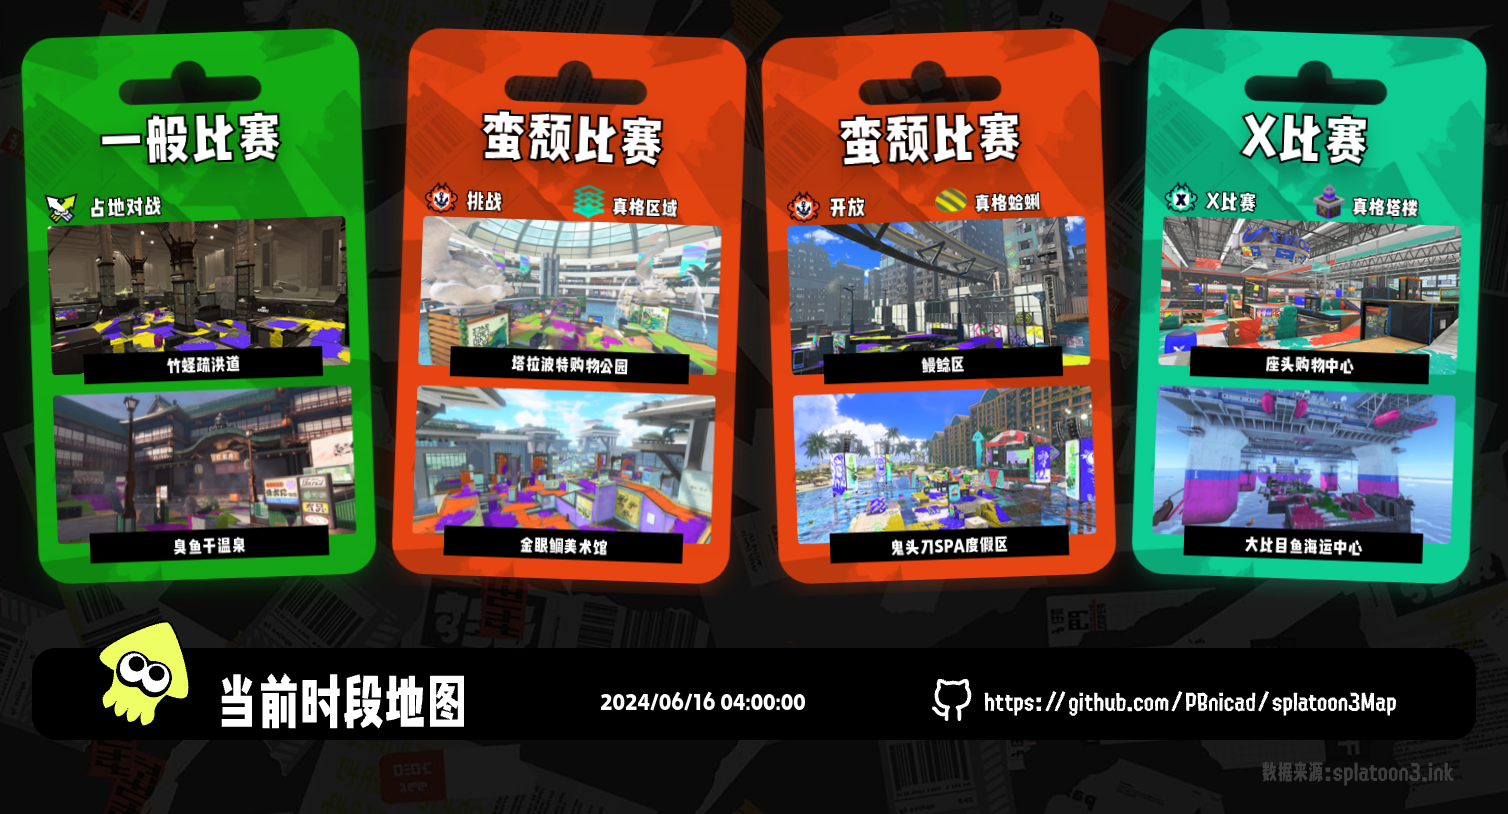 一般比赛
占地对战
竹蛏疏洪道
臭鱼干温泉
蛮颓比赛
挑战
真格区域
塔拉波特购物公园
金眼鲷美术馆
蛮颓比赛
开放
真格蛤蜊
鳗鲶区
鬼头刀SPA度假区
X比赛
X比赛
真格塔楼
座头购物中心
大比目鱼海运中心
当前时段地图
2024/06/16 04:00:00
https://github.com/PBnicad/splatoon3Map
数据来源:splatoon3.ink